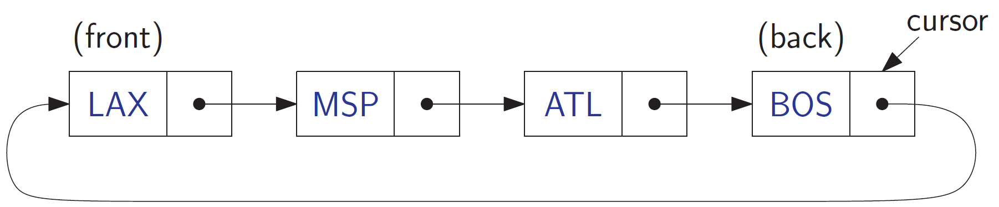 (front) (back) cursor
LAX MSP ATL BOS